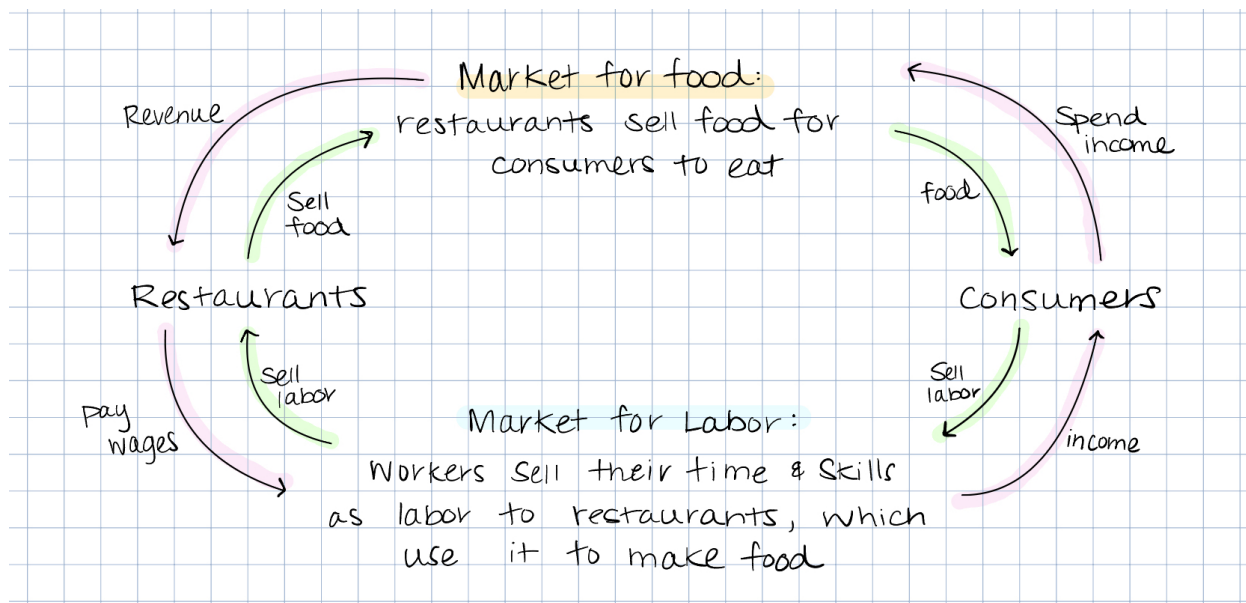 Market for food:
restaurants sell food for
consumers to eat
Revenue
Sell
food
Spend
income
food
Restaurants
Consumers
pay
wages
Sell
labor
Sell
labor
income
Market for Labor:
Workers sell their time & skills
as labor to restaurants, which
use it to make food